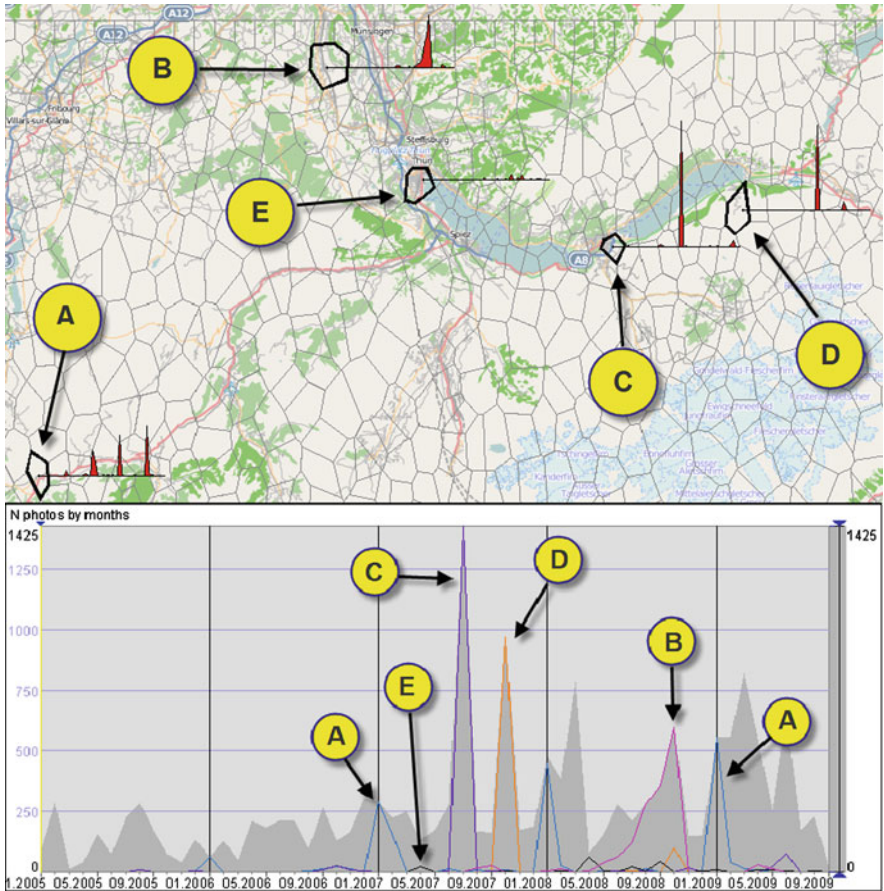 A12
A12
Münsingen
B
Fribourg
Villars-sur-Glâne
Steffisburg
Thun
E
Spiez
A8
A
C
D
N photos by months
1425
1425
1250
C
D
1000
B
750
E
A
A
500
250
0
0
1.2005 05.2005 09.2005 01.2006 05.2006 09.2006 01.2007 05.2007 09.2007 01.2008 05.2008 09.2008 01.2009 05.2009 09.2009